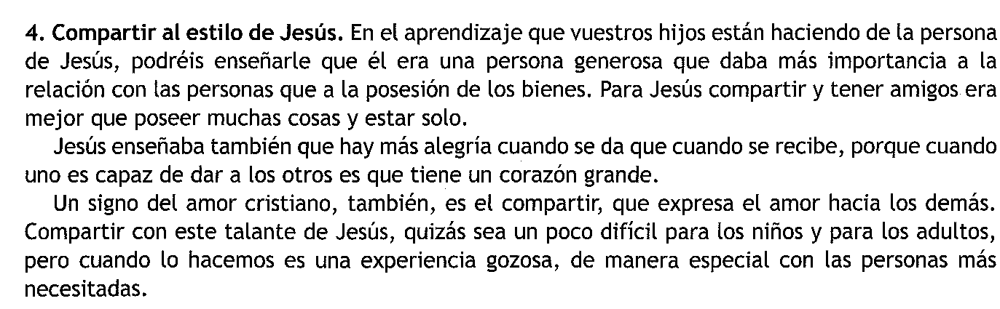 4. Compartir al estilo de Jesús. En el aprendizaje que vuestros hijos están haciendo de la persona
de Jesús, podréis enseñarle que él era una persona generosa que daba más importancia a la
relación con las personas que a la posesión de los bienes. Para Jesús compartir y tener amigos era
mejor que poseer muchas cosas y estar solo.
Jesús enseñaba también que hay más alegría cuando se da que cuando se recibe, porque cuando
uno es capaz de dar a los otros es que tiene un corazón grande.
Un signo del amor cristiano, también, es el compartir, que expresa el amor hacia los demás.
Compartir con este talante de Jesús, quizás sea un poco difícil para los niños y para los adultos,
pero cuando lo hacemos es una experiencia gozosa, de manera especial con las personas más
necesitadas.